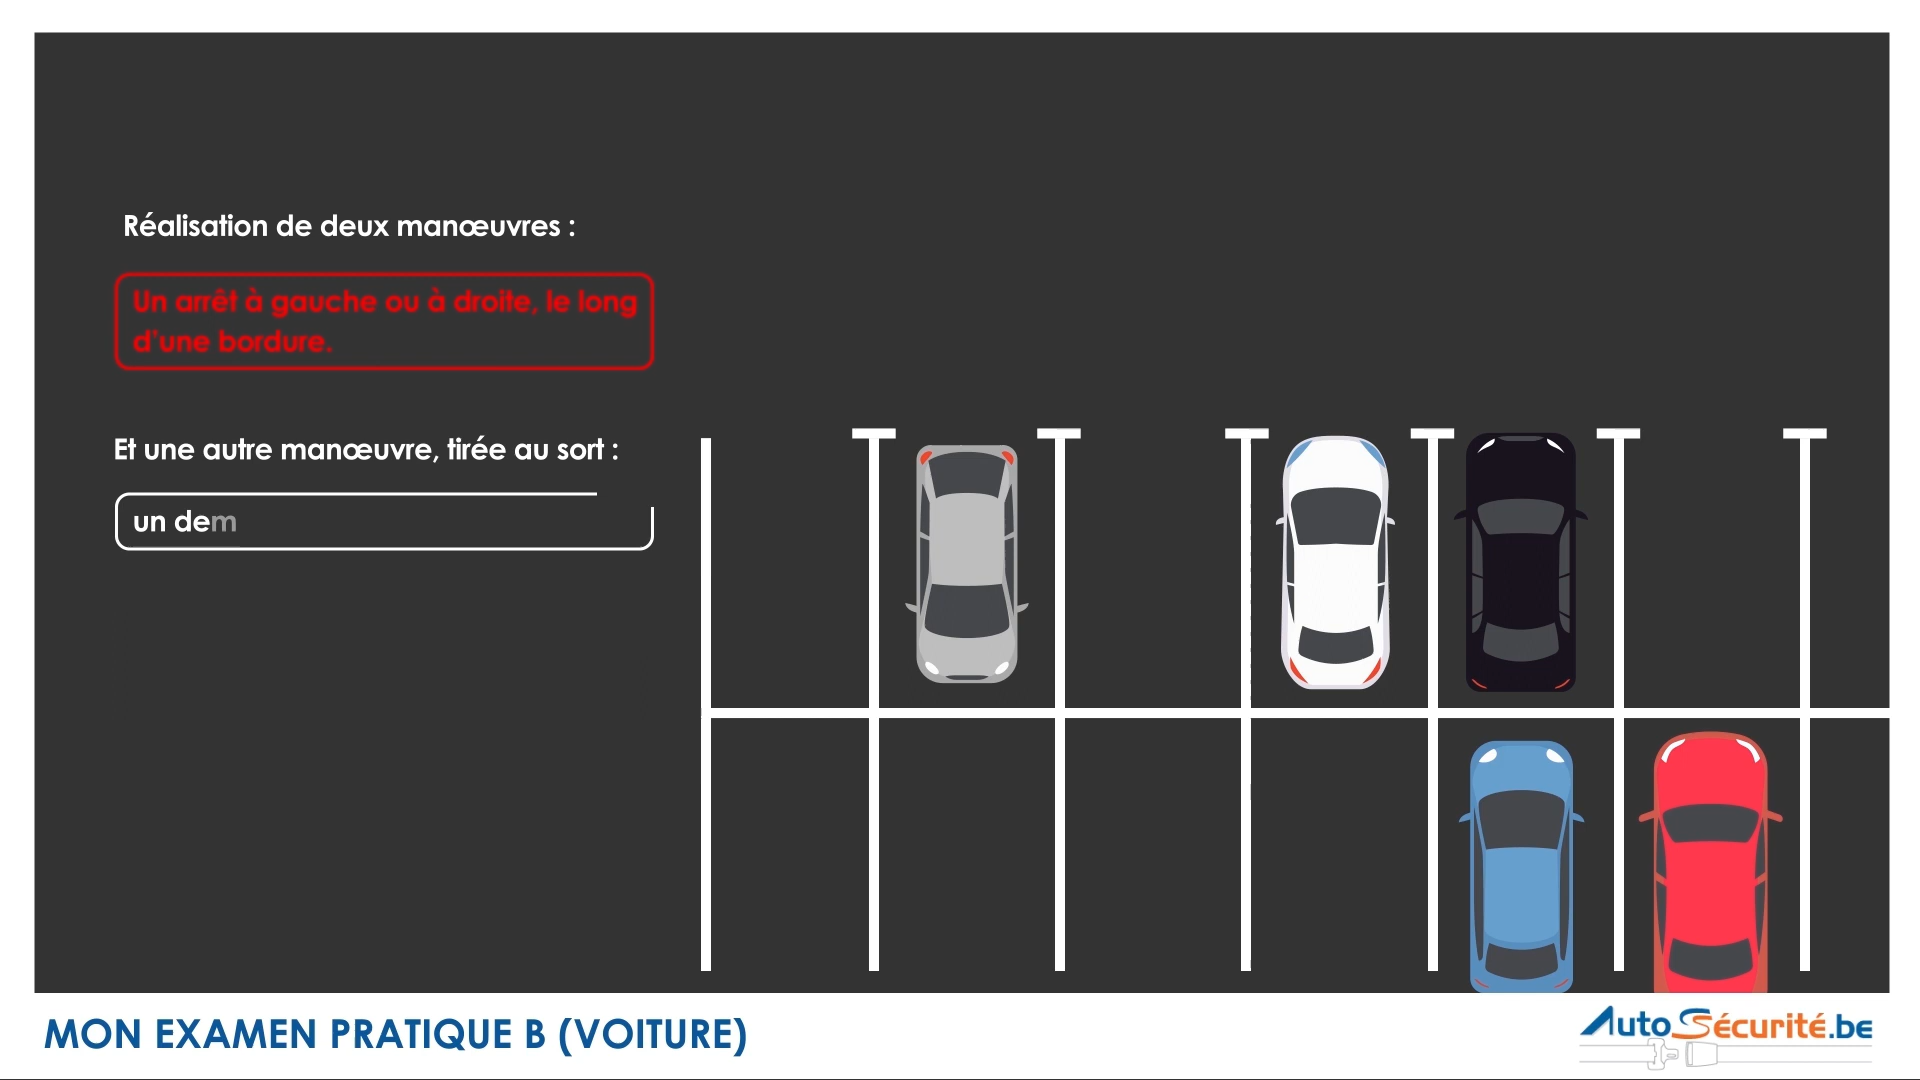 Réalisation de deux manœuvres :
Un arrêt à gauche ou à droite, le long
d'une bordure.
Et une autre manœuvre, tirée au sort :
un dem
MON EXAMEN PRATIQUE B (VOITURE)
AutoSécurité.be